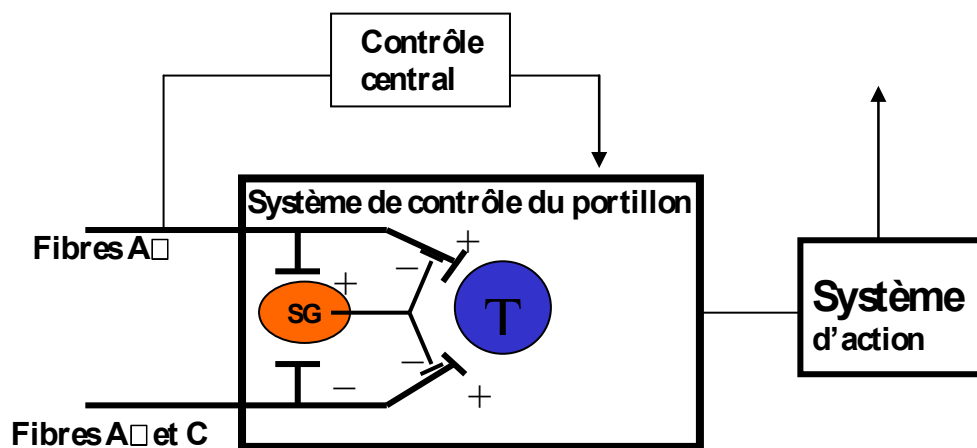 Contrôle
central
Système de contrôle du portillon
Fibres A□
+
−
+
SG
T
Système
d'action
−
−
+
Fibres A□ et C